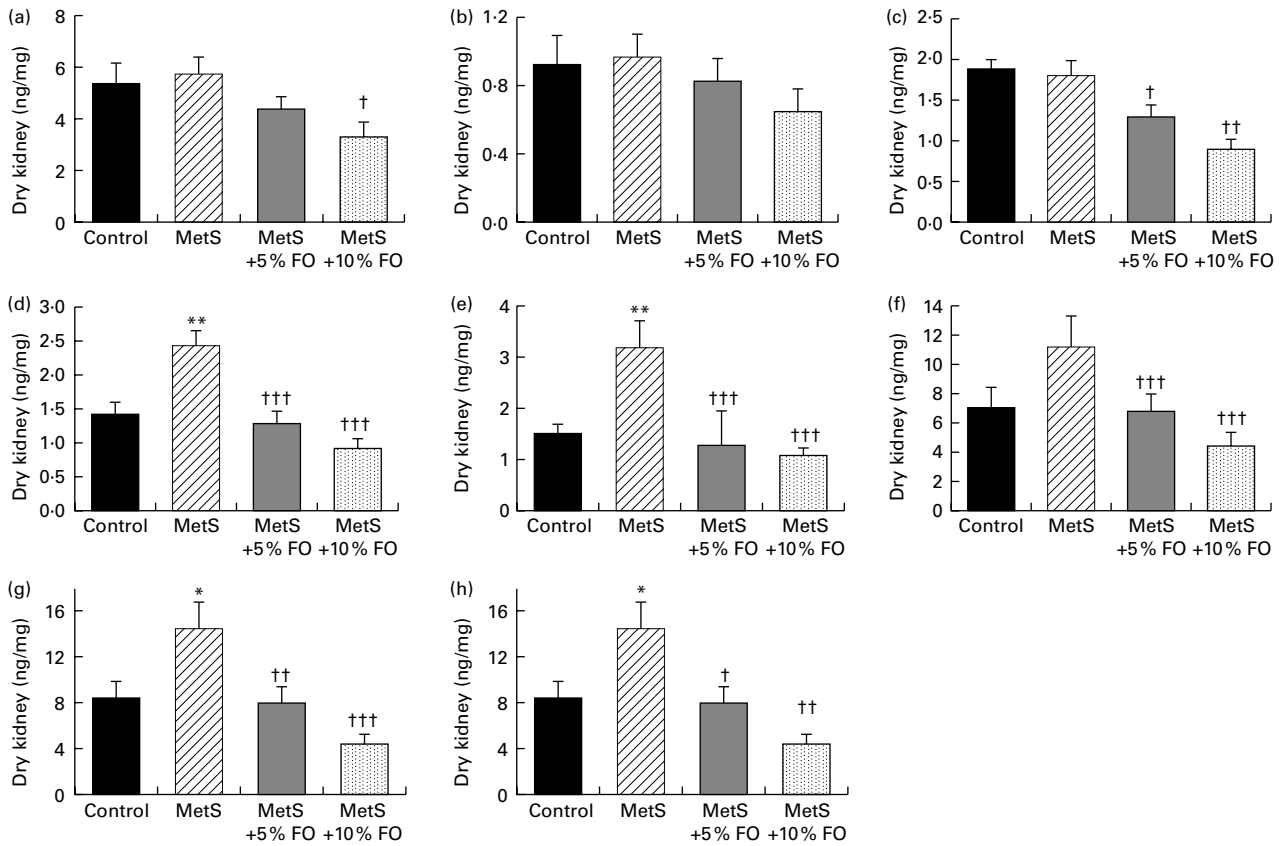 (a)
Dry kidney (ng/mg)
8
6
4
2
0
†
Control MetS MetS MetS
+5% FO +10% FO
(b)
Dry kidney (ng/mg)
1·2
0·8
0·4
0·0
Control MetS MetS MetS
+5% FO +10% FO
(c)
Dry kidney (ng/mg)
2·5
2·0
1·5
1·0
0·5
0·0
†
††
Control MetS MetS MetS
+5% FO +10% FO
(d)
Dry kidney (ng/mg)
3·0
2·5
2·0
1·5
1·0
0·5
0·0
**
†††
†††
Control MetS MetS MetS
+5% FO +10% FO
(e)
Dry kidney (ng/mg)
4
3
2
1
0
**
†††
†††
Control MetS MetS MetS
+5% FO +10% FO
(f)
Dry kidney (ng/mg)
14
12
10
8
6
4
2
0
†††
†††
Control MetS MetS MetS
+5% FO +10% FO
(g)
Dry kidney (ng/mg)
16
12
8
4
0
*
††
†††
Control MetS MetS MetS
+5% FO +10% FO
(h)
Dry kidney (ng/mg)
16
12
8
4
0
*
†
††
Control MetS MetS MetS
+5% FO +10% FO